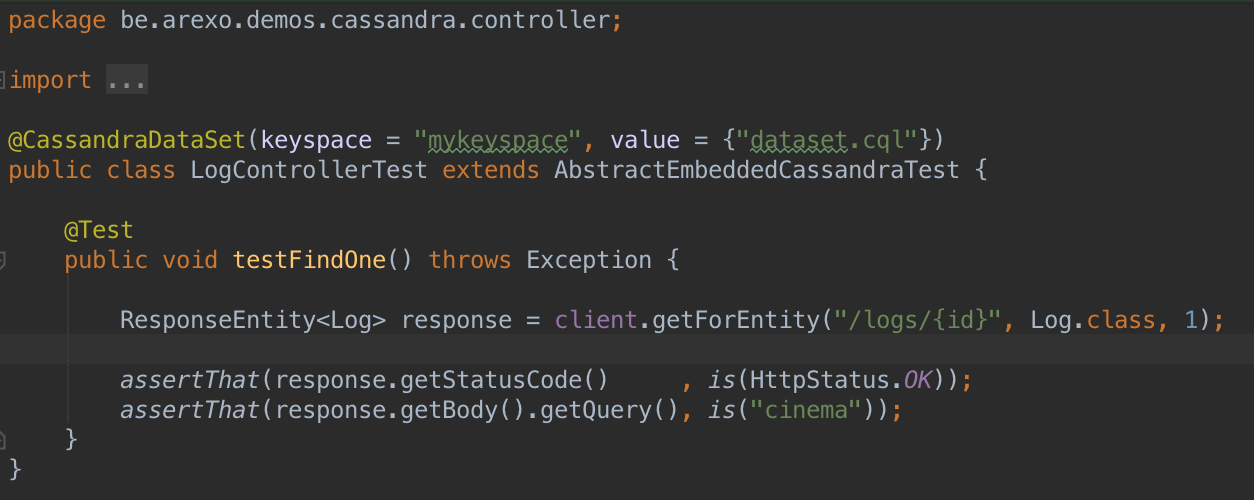 package be.arexo.demos.cassandra.controller;
import ...
@CassandraDataSet(keyspace = "mykeyspace", value = {"dataset.cql"})
public class LogControllerTest extends AbstractEmbeddedCassandraTest {
@Test
public void testFindOne() throws Exception {
ResponseEntity<Log> response = client.getForEntity("/logs/{id}", Log.class, 1);
assertThat(response.getStatusCode()     , is(HttpStatus.OK));
assertThat(response.getBody().getQuery(), is("cinema"));
}
}